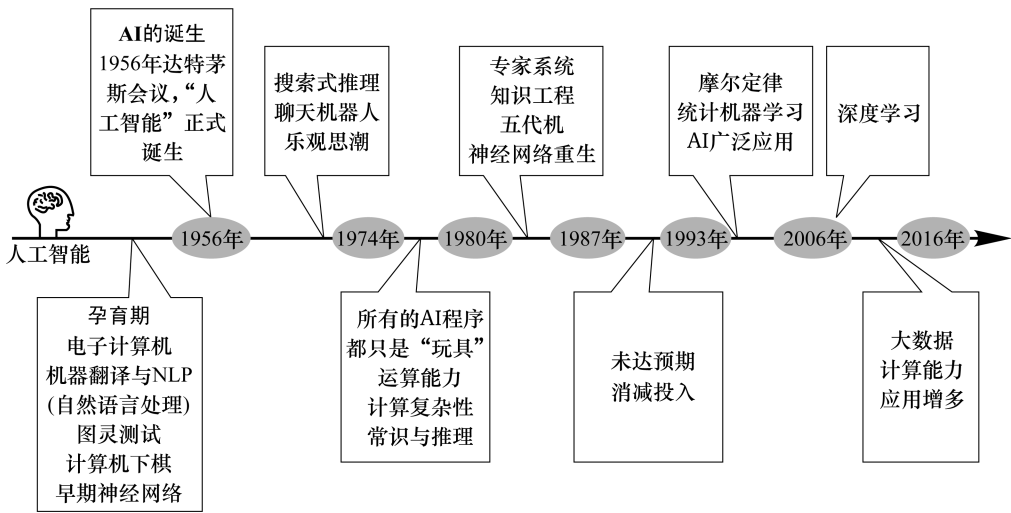 AI的诞生
1956年达特茅
斯会议，“人
工智能”正式
诞生
搜索式推理
聊天机器人
乐观思潮
专家系统
知识工程
五代机
神经网络重生
摩尔定律
统计机器学习
AI广泛应用
深度学习
人工智能
1956年
1974年
1980年
1987年
1993年
2006年
2016年
孕育期
电子计算机
机器翻译与NLP
(自然语言处理)
图灵测试
计算机下棋
早期神经网络
所有的AI程序
都只是“玩具”
运算能力
计算复杂性
常识与推理
未达预期
消减投入
大数据
计算能力
应用增多